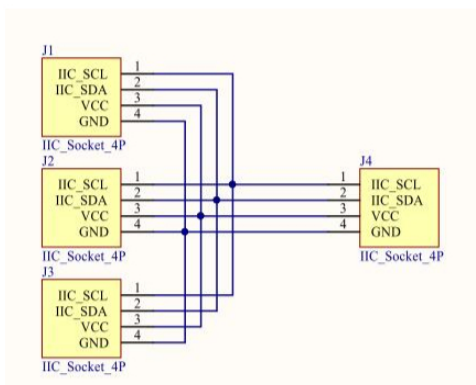 J1
IIC_SCL 1
IIC_SDA 2
VCC 3
GND 4
IIC_Socket_4P
J2
IIC_SCL 1
IIC_SDA 2
VCC 3
GND 4
IIC_Socket_4P
J3
IIC_SCL 1
IIC_SDA 2
VCC 3
GND 4
IIC_Socket_4P
J4
1 IIC_SCL
2 IIC_SDA
3 VCC
4 GND
IIC_Socket_4P